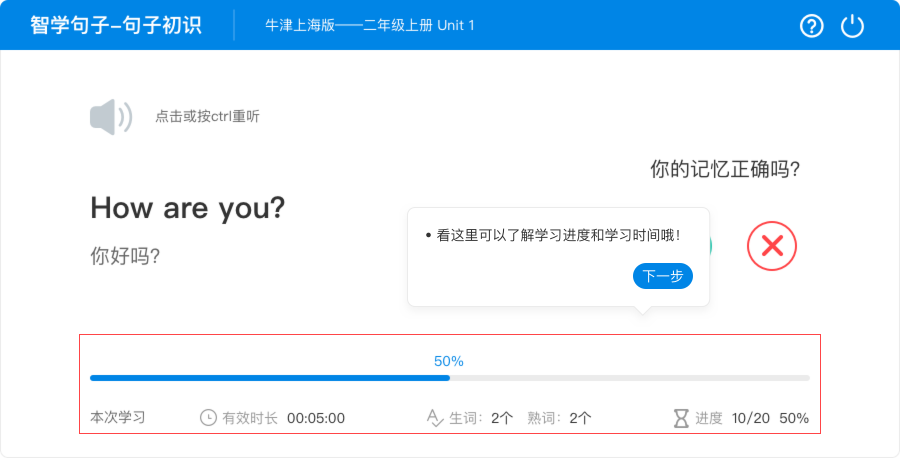 智学句子-句子初识
牛津上海版——二年级上册 Unit 1
点击或按ctrl重听
你的记忆正确吗?
How are you?
你好吗?
• 看这里可以了解学习进度和学习时间哦!
下一步
50%
本次学习 有效时长 00:05:00 生词: 2个 熟词: 2个 进度 10/20 50%